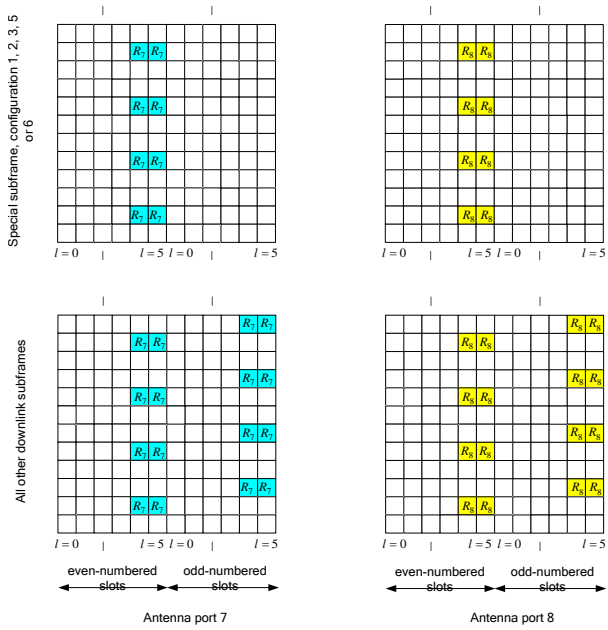 Special subframe, configuration 1, 2, 3, 5
or 6
R7 R7 R8 R8
R7 R7 R8 R8
R7 R7 R8 R8
R7 R7 R8 R8
l = 0 l = 5 l = 0 l = 5 l = 0 l = 5 l = 0 l = 5
All other downlink subframes
R7 R7 R8 R8
R7 R7 R8 R8
R7 R7 R8 R8
R7 R7 R8 R8
R7 R7 R8 R8
R7 R7 R8 R8
R7 R7 R8 R8
R7 R7 R8 R8
l = 0 l = 5 l = 0 l = 5 l = 0 l = 5 l = 0 l = 5
even-numbered odd-numbered even-numbered odd-numbered
slots slots slots slots
Antenna port 7 Antenna port 8